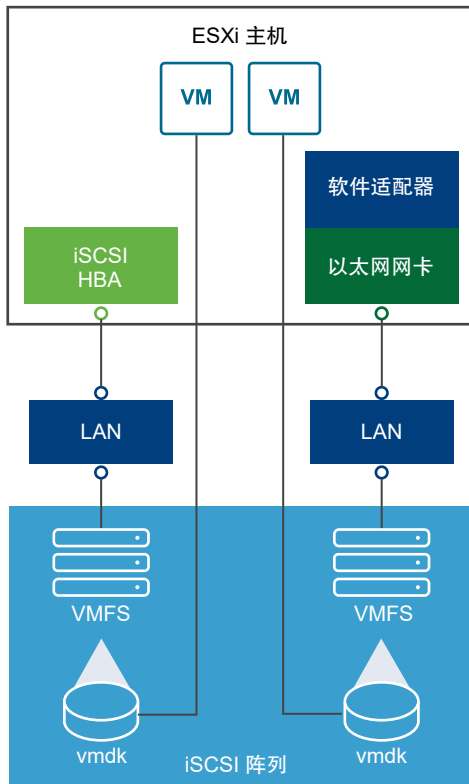 ESXi 主机
VM
VM
软件适配器
iSCSI
HBA
以太网网卡
LAN
LAN
VMFS
VMFS
vmdk
iSCSI 阵列
vmdk